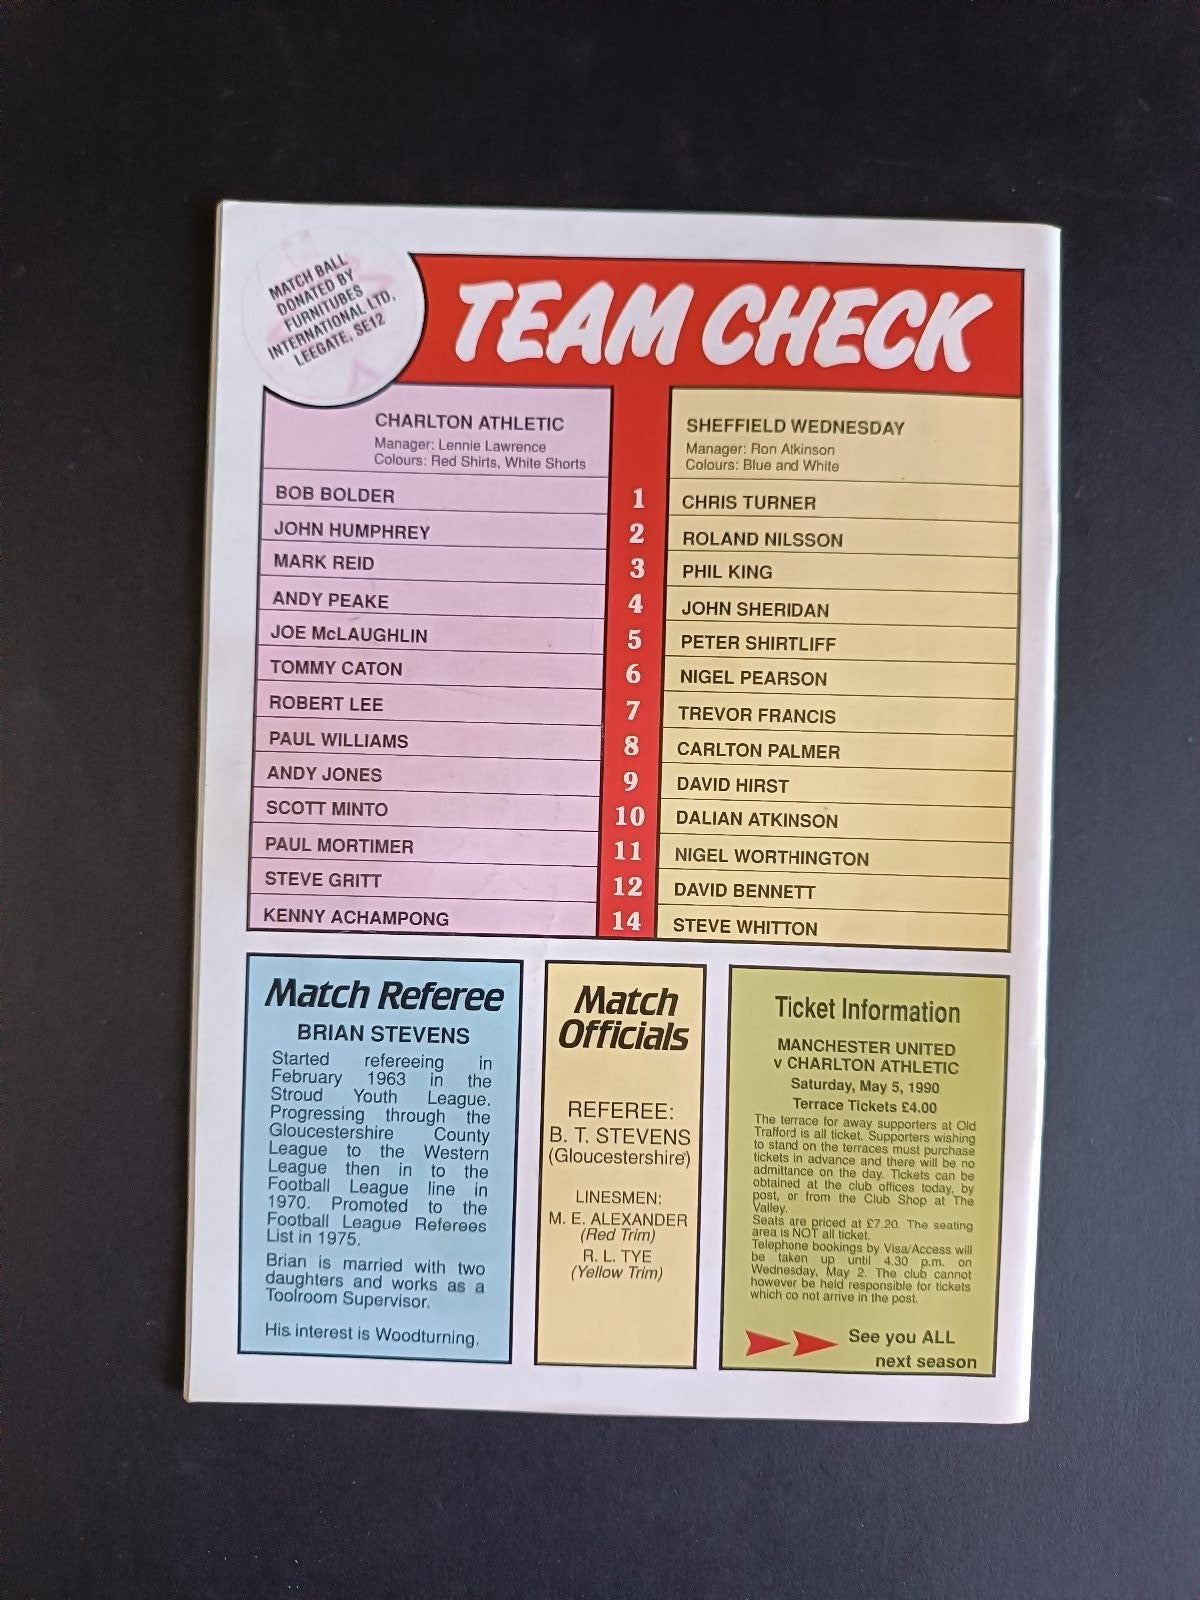 MATCH BALL
DONATED BY
FURNITUBES
INTERNATIONAL LTD,
LEEGATE, SE12
TEAM CHECK
CHARLTON ATHLETIC
Manager: Lennie Lawrence
Colours: Red Shirts, White Shorts
SHEFFIELD WEDNESDAY
Manager: Ron Atkinson
Colours: Blue and White
BOB BOLDER 1 CHRIS TURNER
JOHN HUMPHREY 2 ROLAND NILSSON
MARK REID 3 PHIL KING
ANDY PEAKE 4 JOHN SHERIDAN
JOE McLAUGHLIN 5 PETER SHIRTLIFF
TOMMY CATON 6 NIGEL PEARSON
ROBERT LEE 7 TREVOR FRANCIS
PAUL WILLIAMS 8 CARLTON PALMER
ANDY JONES 9 DAVID HIRST
SCOTT MINTO 10 DALIAN ATKINSON
PAUL MORTIMER 11 NIGEL WORTHINGTON
STEVE GRITT 12 DAVID BENNETT
KENNY ACHAMPONG 14 STEVE WHITTON
Match Referee
BRIAN STEVENS
Started refereeing in
February 1963 in the
Stroud Youth League.
Progressing through the
Gloucestershire County
League to the Western
League then in to the
Football League line in
1970. Promoted to the
Football League Referees
List in 1975.
Brian is married with two
daughters and works as a
Toolroom Supervisor.
His interest is Woodturning.
Match
Officials
REFEREE:
B. T. STEVENS
(Gloucestershire)
LINESMEN:
M. E. ALEXANDER
(Red Trim)
R. L. TYE
(Yellow Trim)
Ticket Information
MANCHESTER UNITED
v CHARLTON ATHLETIC
Saturday, May 5, 1990
Terrace Tickets £4.00
The terrace for away supporters at Old
Trafford is all ticket. Supporters wishing
to stand on the terraces must purchase
tickets in advance and there will be no
admittance on the day. Tickets can be
obtained at the club offices today, by
post, or from the Club Shop at The
Valley.
Seats are priced at £7.20. The seating
area is NOT all ticket.
Telephone bookings by Visa/Access will
be taken up until 4.30 p.m. on
Wednesday, May 2. The club cannot
however be held responsible for tickets
which co not arrive in the post.
See you ALL
next season